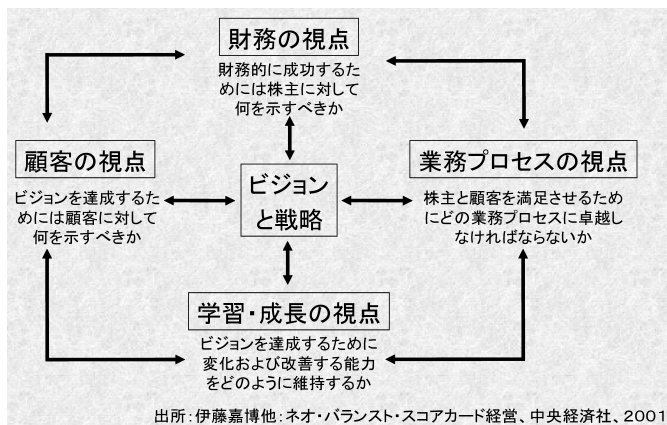 財務の視点
財務的に成功するた
めには株主に対して
何を示すべきか
顧客の視点
ビジョンを達成するた
めには顧客に対して
何を示すべきか
ビジョン
と戦略
業務プロセスの視点
株主と顧客を満足させるため
にどの業務プロセスに卓越し
なければならないか
学習・成長の視点
ビジョンを達成するために
変化および改善する能力
をどのように維持するか
出所：伊藤嘉博他：ネオ・バランスト・スコアカード経営、中央経済社、2001